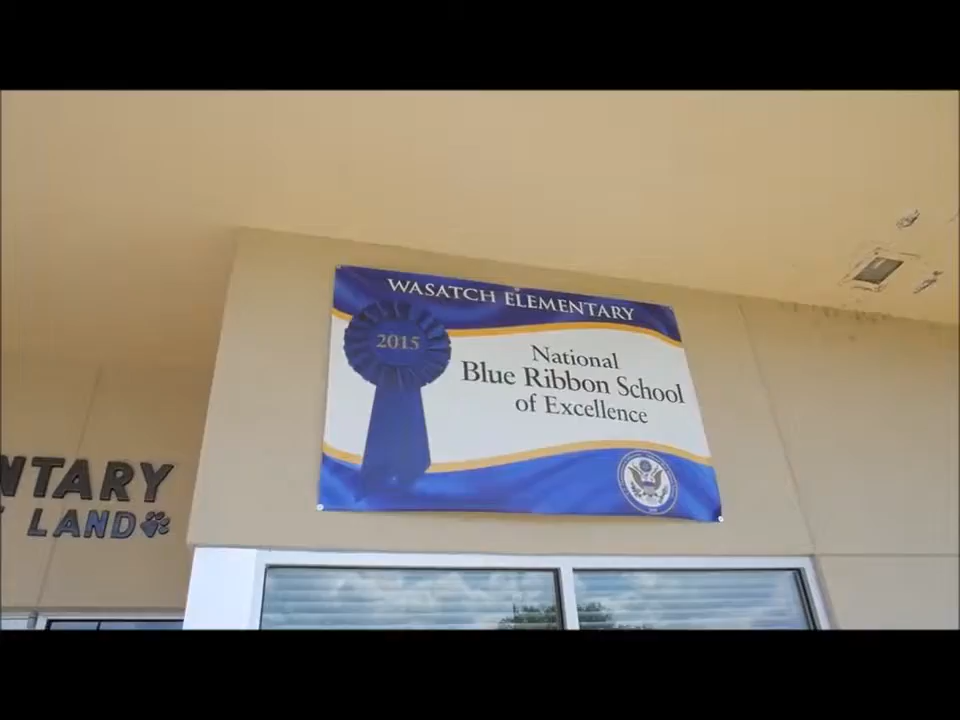 WASATCH ELEMENTARY
2015
National
Blue Ribbon School
of Excellence
NTARY
LAND